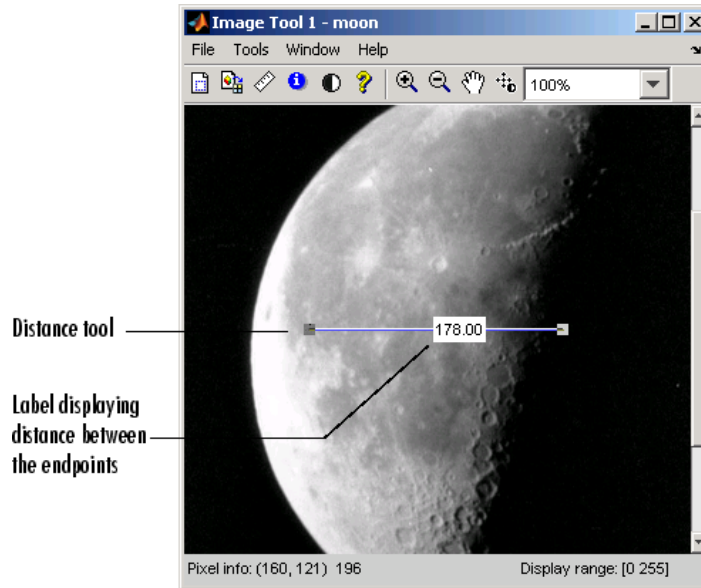 Image Tool 1 - moon
File Tools Window Help
100%
Distance tool
178.00
Label displaying
distance between
the endpoints
Pixel info: (160, 121) 196
Display range: [0 255]